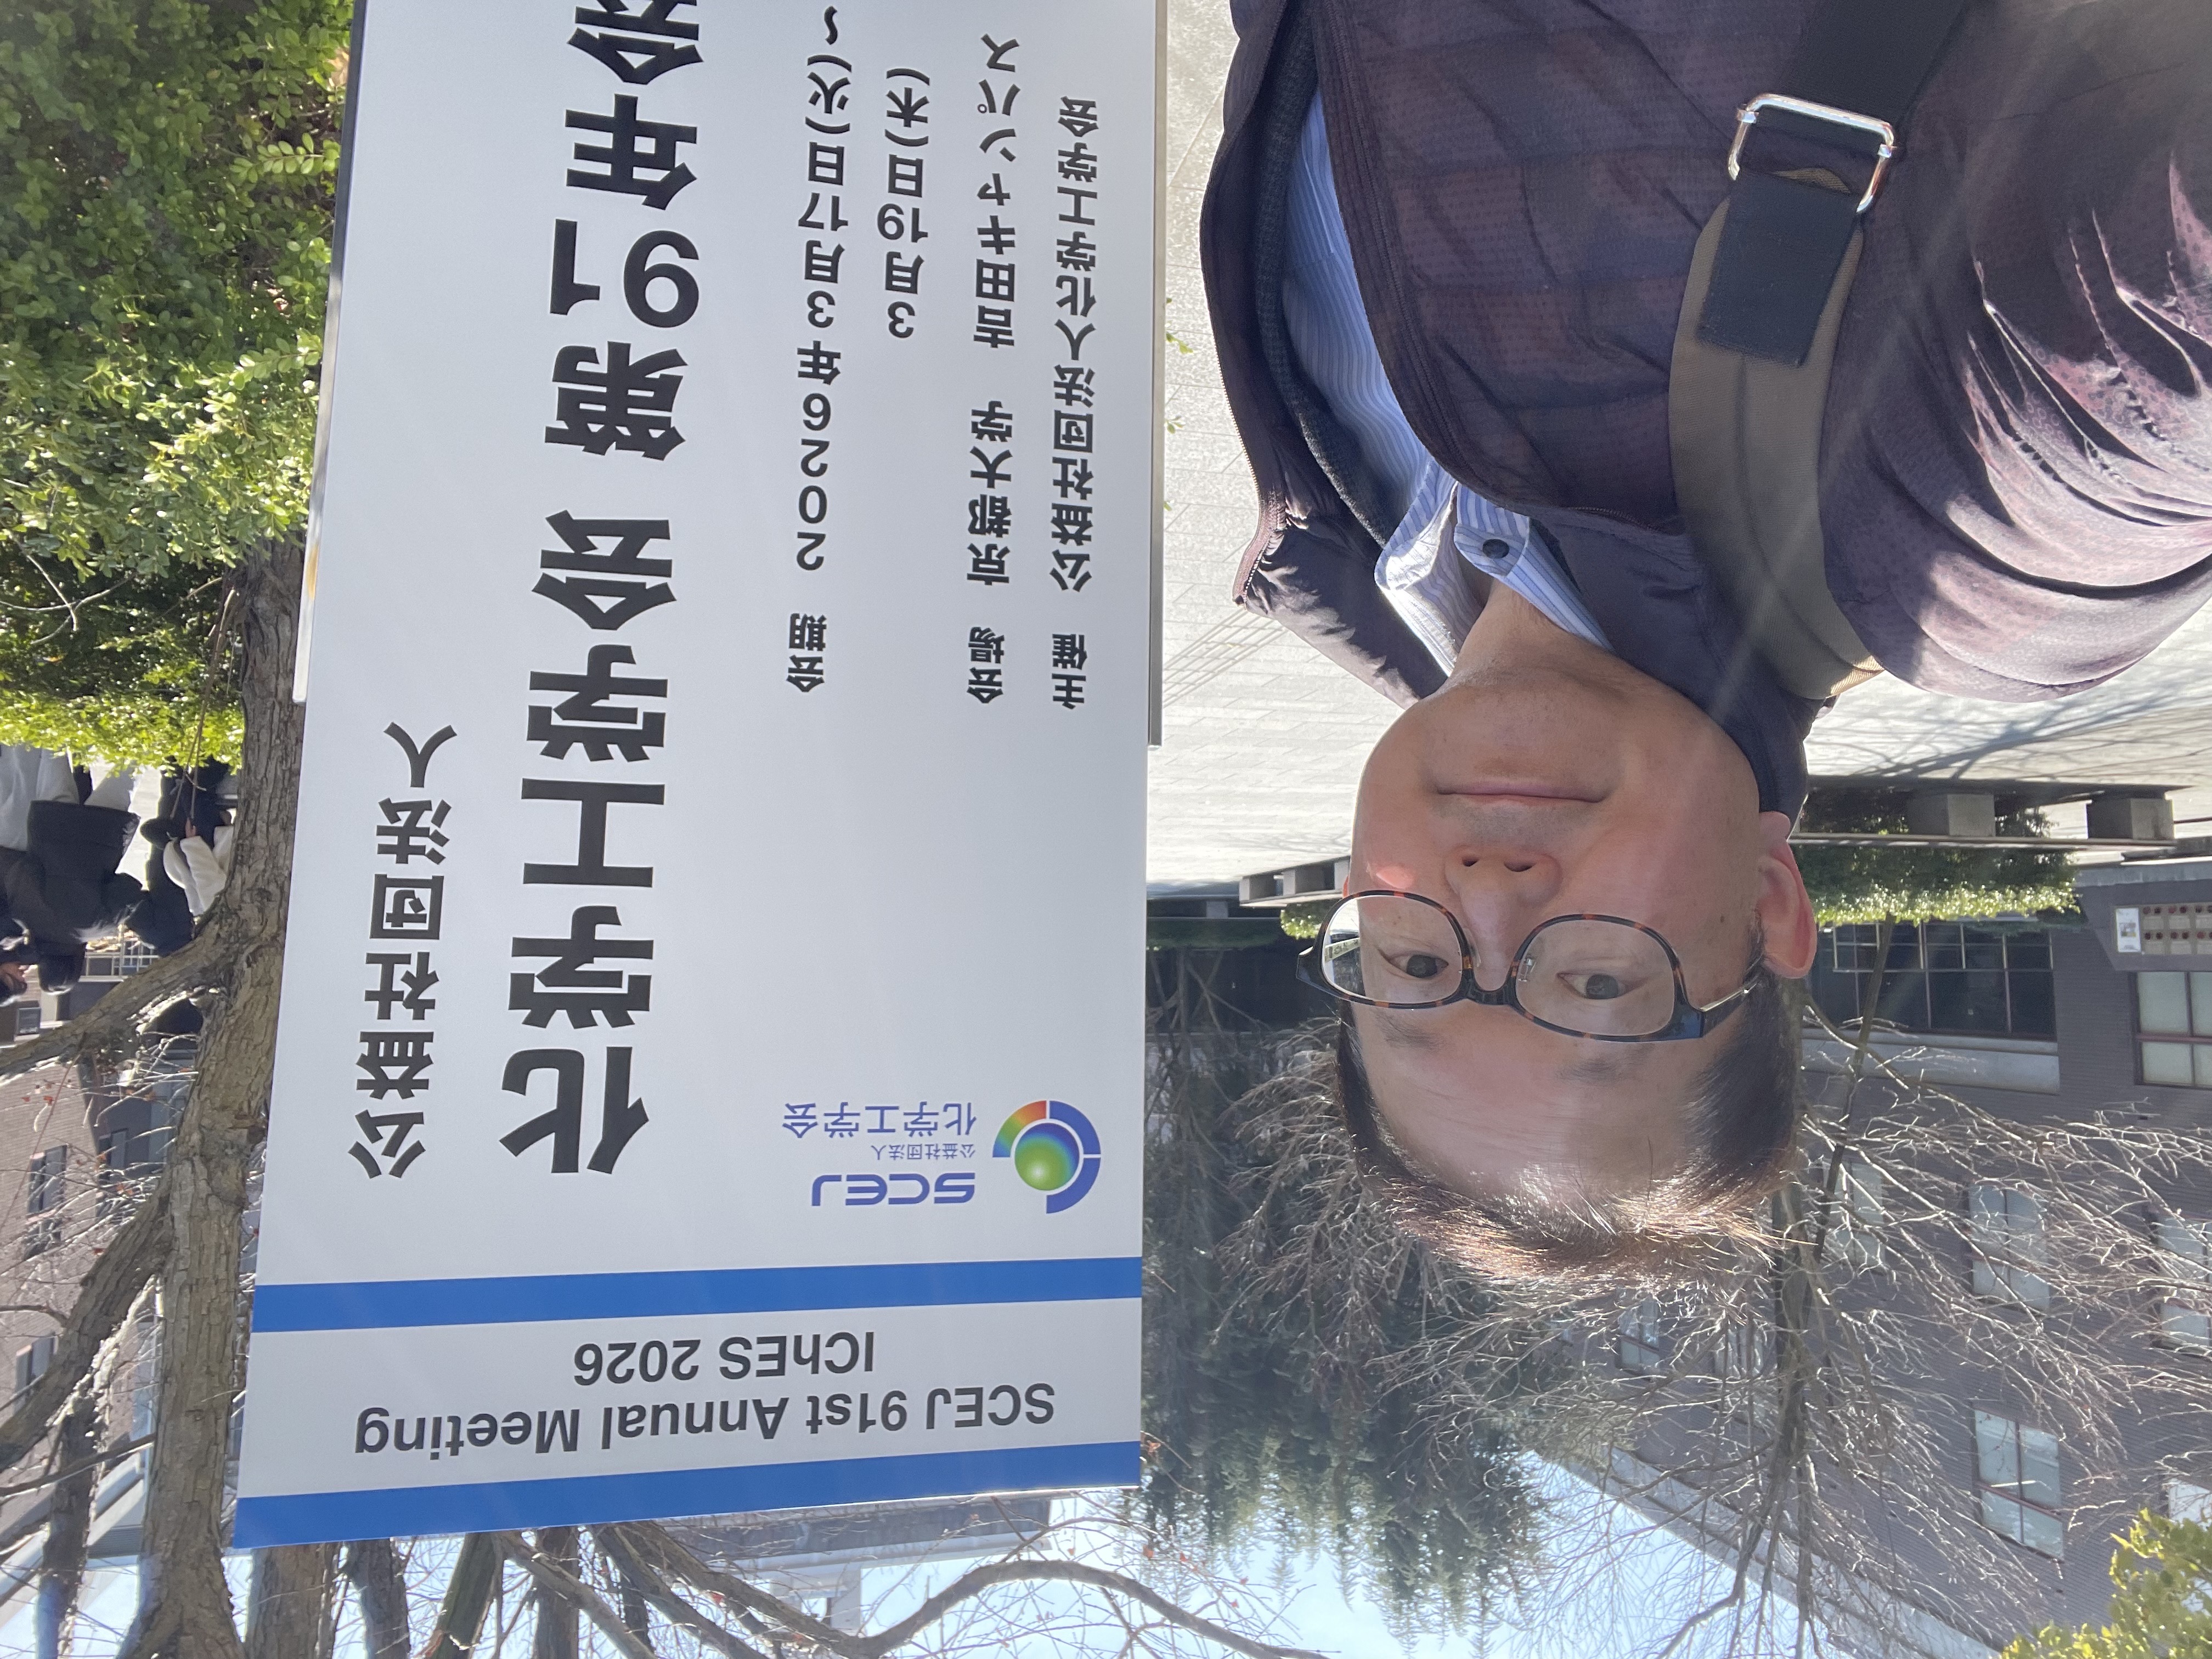 SCEJ 91st Annual Meeting
IChES 2026
SCEJ
公益社団法人
化学工学会
公益社団法人
化学工学会 第91年会
会期 2026年3月17日(火)~
3月19日(木)
会場 京都大学 吉田キャンパス
主催 公益社団法人化学工学会